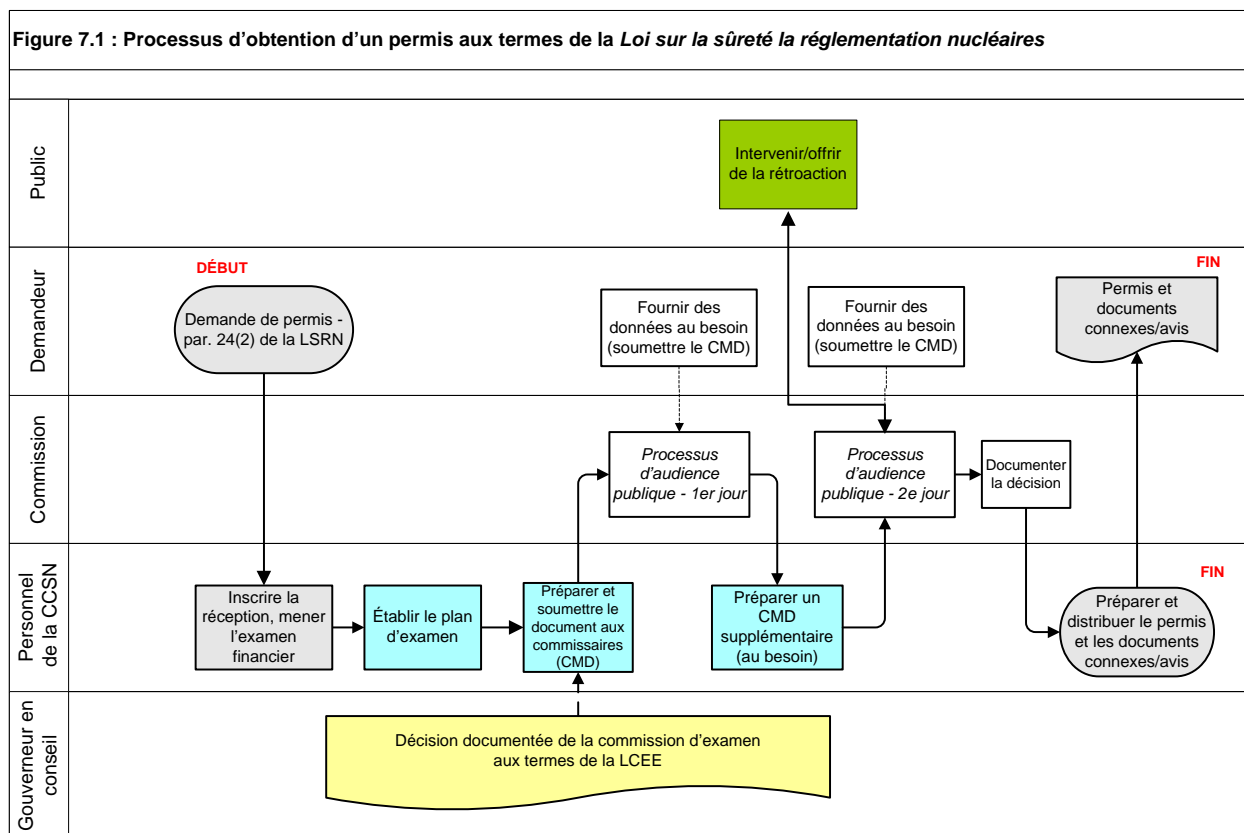 Figure 7.1 : Processus d'obtention d'un permis aux termes de la Loi sur la sûreté la réglementation nucléaires
Public
Intervenir/offrir
de la rétroaction
Demandeur
DÉBUT
Demande de permis -
par. 24(2) de la LSRN
Fournir des
données au besoin
(soumettre le CMD)
Fournir des
données au besoin
(soumettre le CMD)
FIN
Permis et
documents
connexes/avis
Commission
Processus
d'audience
publique - 1er jour
Processus
d'audience
publique - 2e jour
Documenter
la décision
Personnel
de la CCSN
Inscrire la
réception, mener
l'examen
financier
Établir le plan
d'examen
Préparer et
soumettre le
document aux
commissaires
(CMD)
Préparer un
CMD
supplémentaire
(au besoin)
FIN
Préparer et
distribuer le permis
et les documents
connexes/avis
Gouverneur en
conseil
Décision documentée de la commission d'examen
aux termes de la LCEE